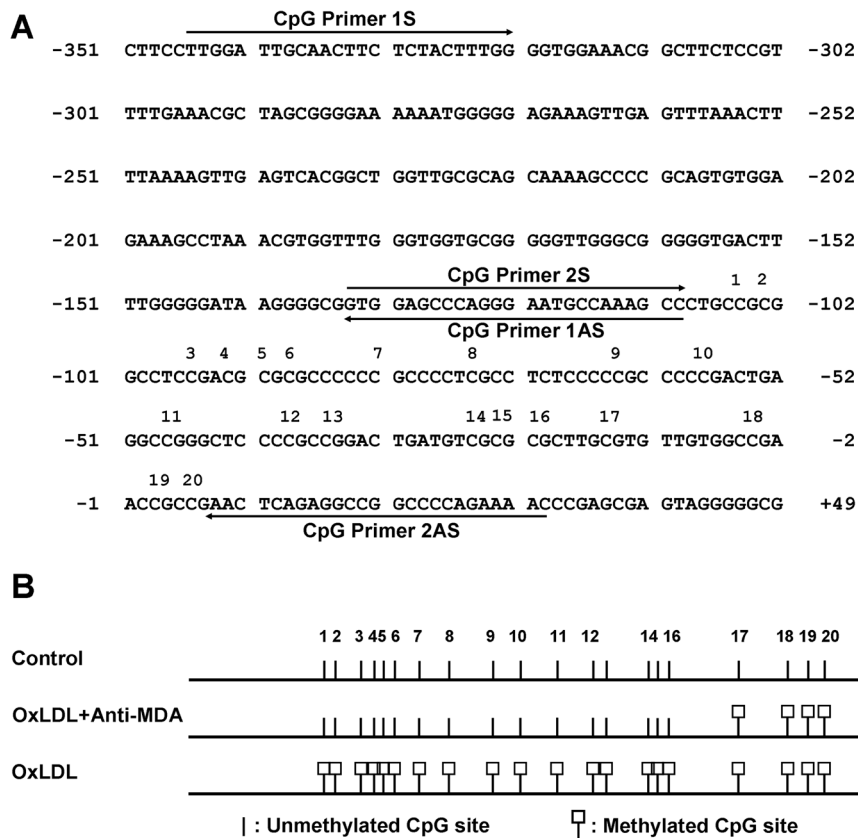 A
CpG Primer 1S
-351 CTTCCTTGGA TTGCAACTTC TCTACTTTGG GGTGGAAACG GCTTCTCCGT -302
-301 TTTGAAACGC TAGCGGGGAA AAAATGGGGG AGAAAGTTGA GTTTAAACTT -252
-251 TTAAAAGTTG AGTCACGGCT GGTTGCGCAG CAAAAGCCCC GCAGTGTGGA -202
-201 GAAAGCCTAA ACGTGGTTTG GGTGGTGCGG GGGTTGGGCG GGGGTGACTT -152
CpG Primer 2S 1 2
-151 TTGGGGGATAA GGGGCGGTG GAGCCCAGGG AATGCCAAAGC CCTGCCGCG -102
CpG Primer 1AS
3 4 5 6 7 8 9 10
-101 GCCTCCGACG CGCGCCCCCC GCCCCTCGCC TCTCCCCCGC CCCCGACTGA -52
11 12 13 14 15 16 17 18
-51 GGCCGGGCTC CCCGCCGGAC TGATGTCGCG CGCTTGCGTG TTGTGGCCGA -2
19 20
-1 ACCGCCGAAC TCAGAGGCCG GCCCCAGAAA ACCCGAGCGA GTAGGGGGCG +49
CpG Primer 2AS
B
1 2 3 4 5 6 7 8 9 10 11 12 14 16 17 18 19 20
Control
OxLDL+Anti-MDA
OxLDL
| : Unmethylated CpG site : Methylated CpG site